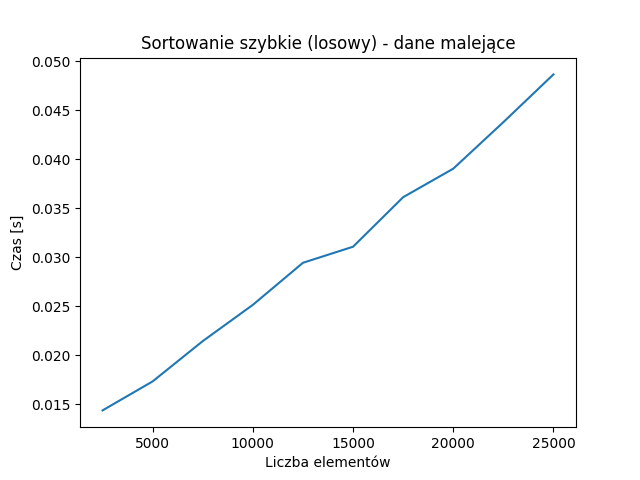 Sortowanie szybkie (losowy) - dane malejące
0.050
0.045
0.040
0.035
0.030
0.025
0.020
0.015
Czas [s]
5000 10000 15000 20000 25000
Liczba elementów